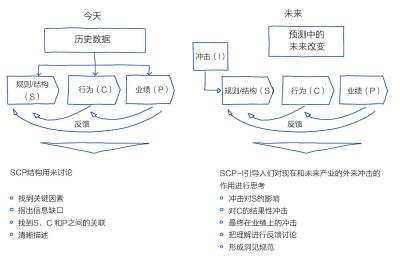 今天
历史数据
规则/结构
(S)
行为 (C)
业绩 (P)
反馈
SCP结构用来讨论
找到关键因素
指出信息缺口
找到S、C 和P之间的关联
清晰描述
未来
预测中的
未来改变
冲击 (I)
规则/结构 (S)
行为 (C)
业绩 (P)
反馈
SCP-I引导人们对现在和未来产业的外来冲击的
作用进行思考
冲击对S的影响
对C的结果性冲击
最终在业绩上的冲击
把理解进行反馈讨论
形成洞见规范